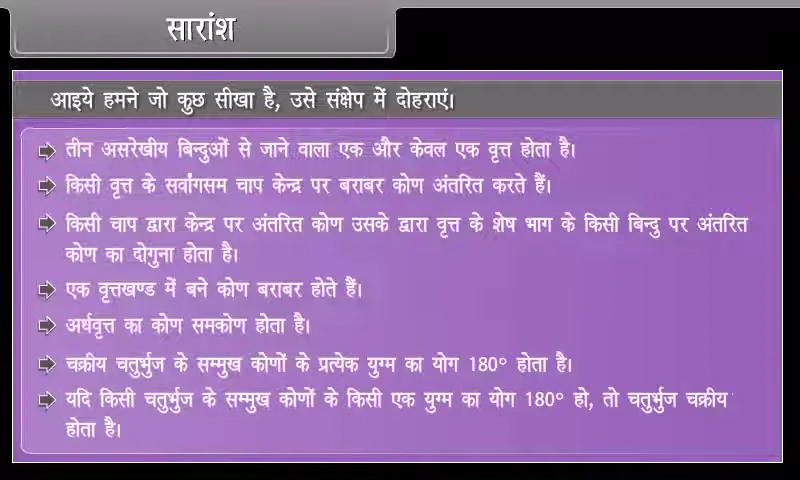 सारांश
आइये हमने जो कुछ सीखा है, उसे संक्षेप में दोहराएं।
तीन असरेखीय बिन्दुओं से जाने वाला एक और केवल एक वृत्त होता है।
किसी वृत्त के सर्वांगसम चाप केन्द्र पर बराबर कोण अंतरित करते हैं।
किसी चाप द्वारा केन्द्र पर अंतरित कोण उसके द्वारा वृत्त के शेष भाग के किसी बिन्दु पर अंतरित
कोण का दोगुना होता है।
एक वृत्तखण्ड में बने कोण बराबर होते हैं।
अर्धवृत्त का कोण समकोण होता है।
चक्रीय चतुर्भुज के सम्मुख कोणों के प्रत्येक युग्म का योग 180° होता है।
यदि किसी चतुर्भुज के सम्मुख कोणों के किसी एक युग्म का योग 180° हो, तो चतुर्भुज चक्रीय
होता है।